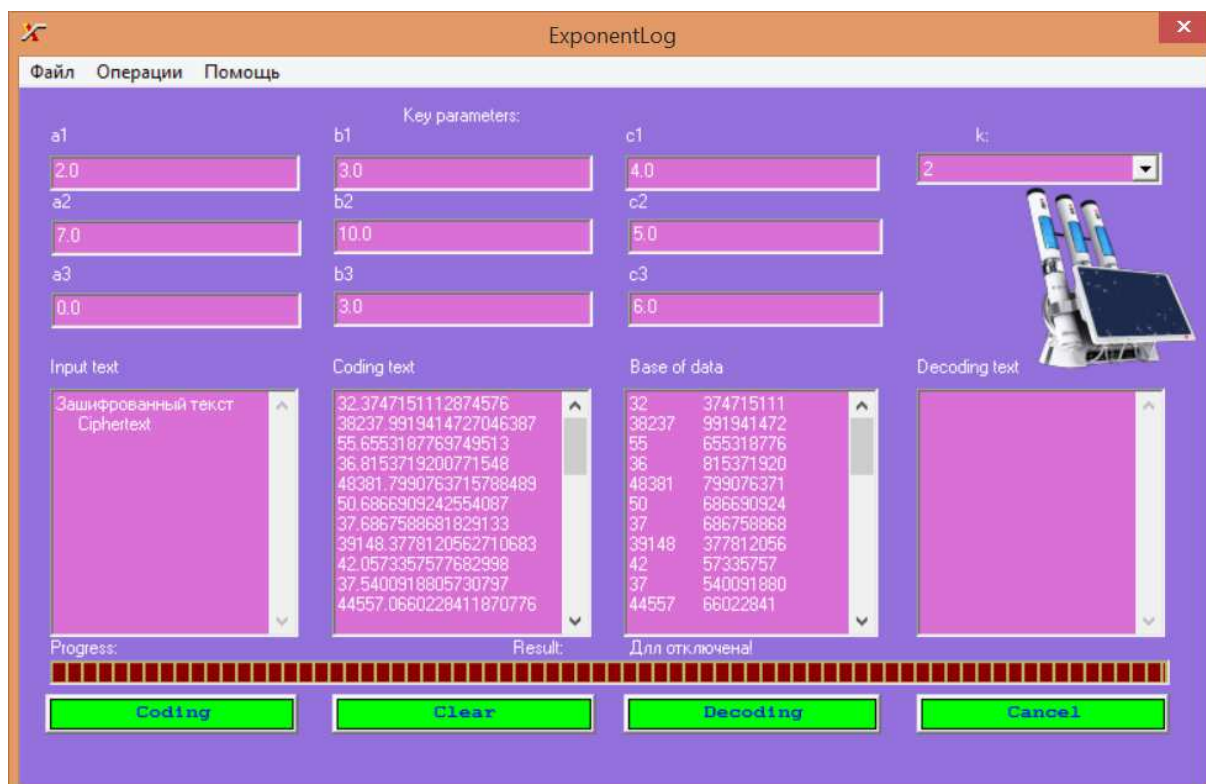 ExponentLog
Файл Операции Помощь
Key parameters:
a1 b1 c1 k:
2.0 3.0 4.0 2
a2 b2 c2
7.0 10.0 5.0
a3 b3 c3
0.0 3.0 6.0
Input text Coding text Base of data Decoding text
Зашифрованный текст
Ciphertext
32.3747151112874576
38237.9919414727046387
55.6553187769749513
36.8153719200771548
48381.7990763715788489
50.6866909242554087
37.6867588681829133
39148.3778120562710683
42.0573357577682998
37.5400918805730797
44557.0660228411870776
32 374715111
38237 991941472
55 655318776
36 815371920
48381 799076371
50 686690924
37 686758868
39148 377812056
42 57335757
37 540091880
44557 66022841
Progress: Result: Длл отключена!
Coding Clear Decoding Cancel